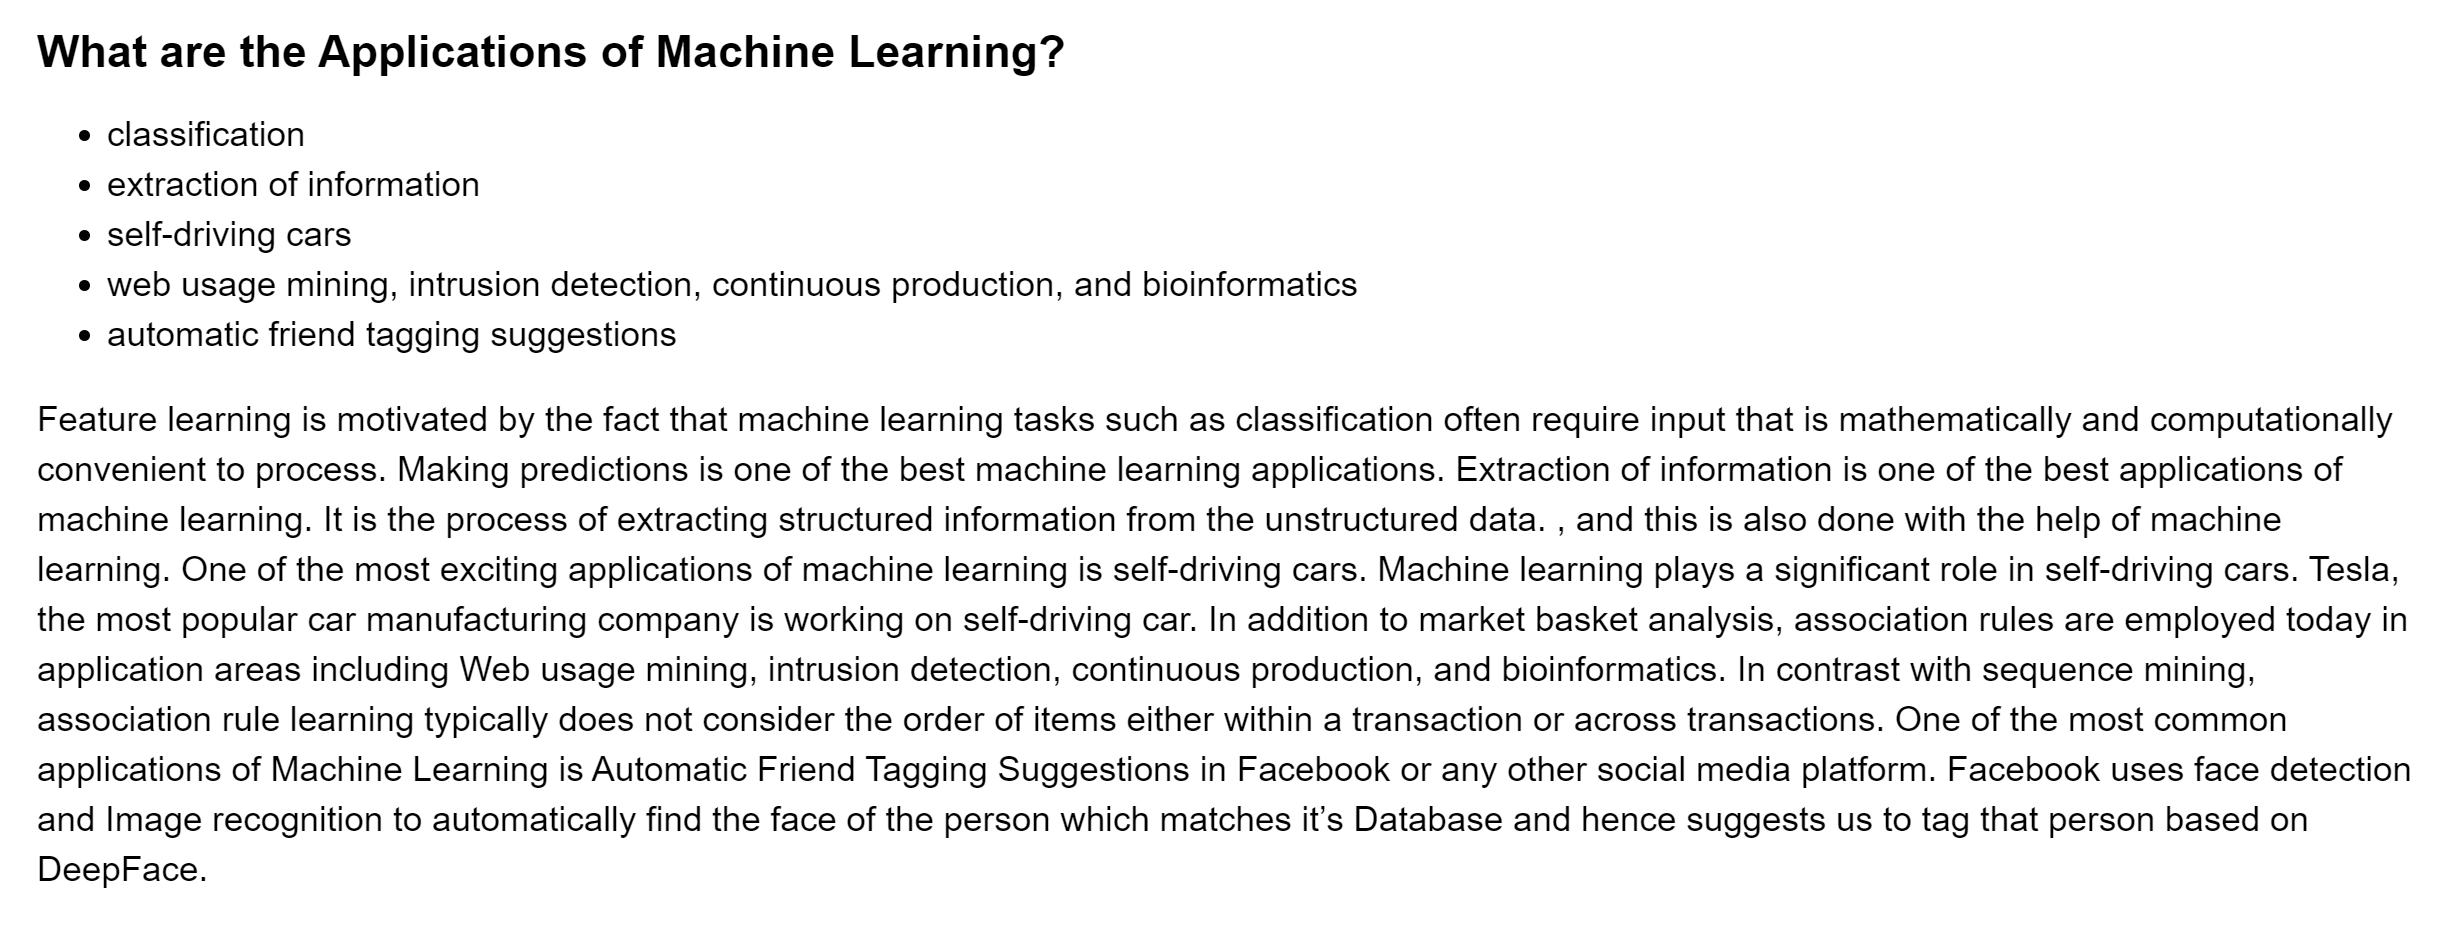 What are the Applications of Machine Learning?
• classification
• extraction of information
• self-driving cars
• web usage mining, intrusion detection, continuous production, and bioinformatics
• automatic friend tagging suggestions
Feature learning is motivated by the fact that machine learning tasks such as classification often require input that is mathematically and computationally
convenient to process. Making predictions is one of the best machine learning applications. Extraction of information is one of the best applications of
machine learning. It is the process of extracting structured information from the unstructured data. , and this is also done with the help of machine
learning. One of the most exciting applications of machine learning is self-driving cars. Machine learning plays a significant role in self-driving cars. Tesla,
the most popular car manufacturing company is working on self-driving car. In addition to market basket analysis, association rules are employed today in
application areas including Web usage mining, intrusion detection, continuous production, and bioinformatics. In contrast with sequence mining,
association rule learning typically does not consider the order of items either within a transaction or across transactions. One of the most common
applications of Machine Learning is Automatic Friend Tagging Suggestions in Facebook or any other social media platform. Facebook uses face detection
and Image recognition to automatically find the face of the person which matches it’s Database and hence suggests us to tag that person based on
DeepFace.